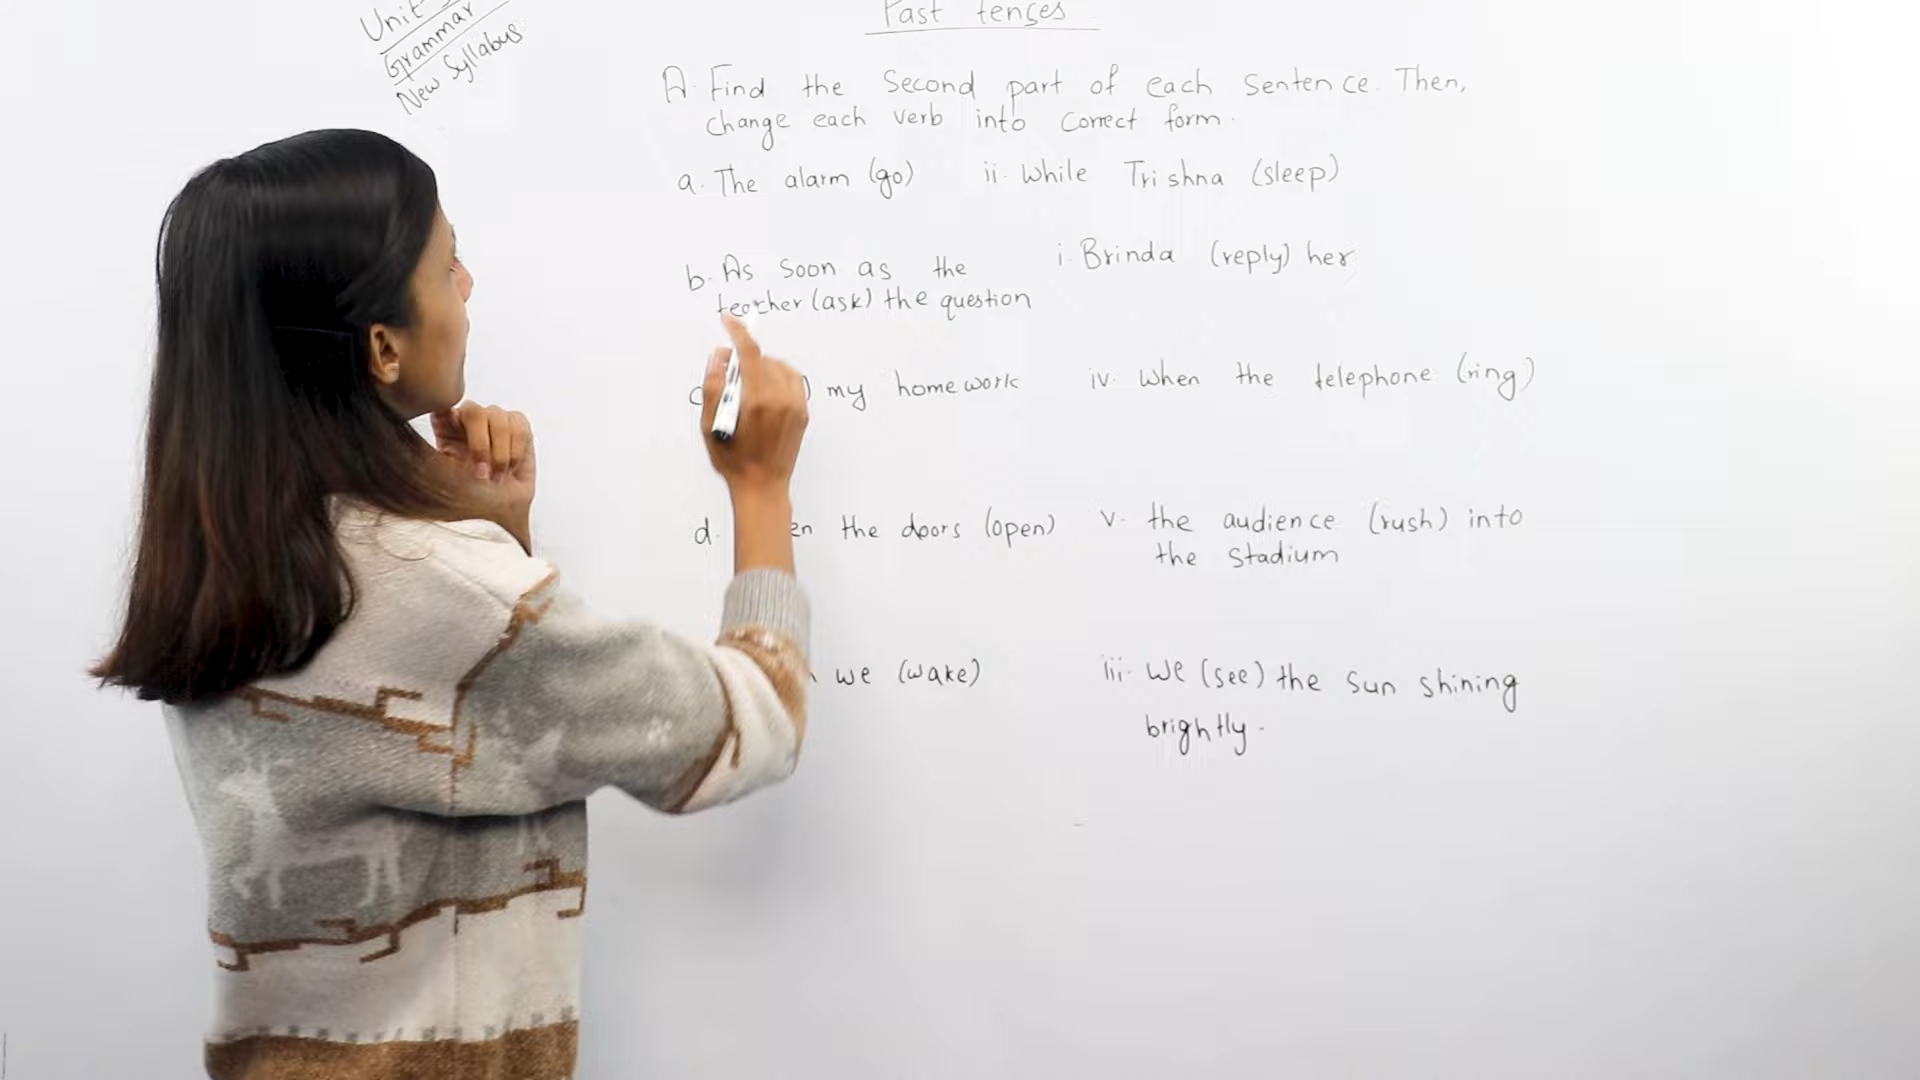 Unit
Grammar
New Syllabus
Past tenses
A. Find the second part of each sentence. Then,
change each verb into correct form.
a. The alarm (go)
ii. While Trishna (sleep)
b. As soon as the
teacher (ask) the question
i. Brinda (reply) her
my homework
iv. When the telephone (ring)
d. the doors (open)
v. the audience (rush) into
the stadium
we (wake)
iii. We (see) the sun shining
brightly.